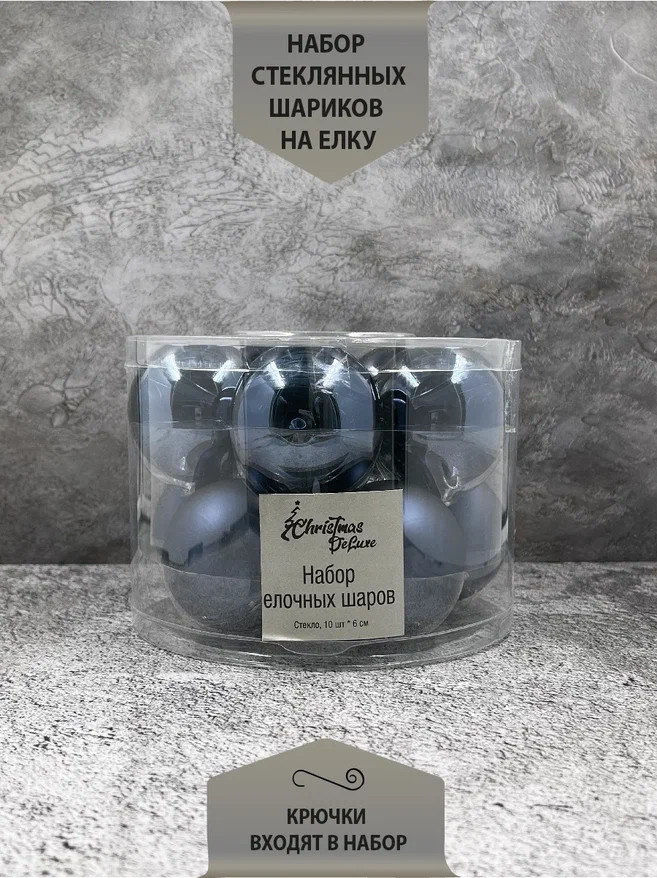 НАБОР
СТЕКЛЯННЫХ
ШАРИКОВ
НА ЕЛКУ
Christmas
DeLuxe
Набор
елочных шаров
Стекло, 10 шт * 6 см
КРЮЧКИ
ВХОДЯТ В НАБОР